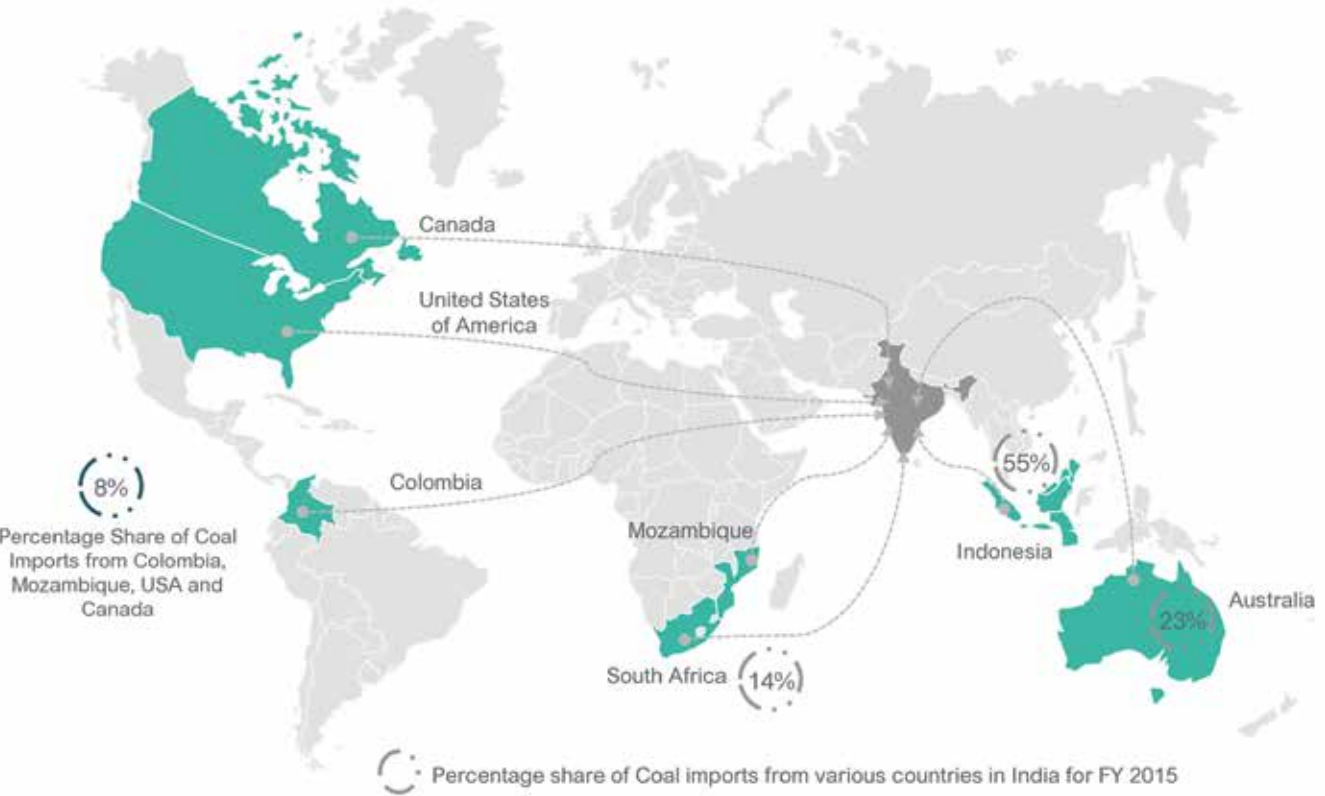 Canada
United States
of America
55%
8%
Colombia
Percentage Share of Coal
Imports from Colombia,
Mozambique, USA and
Canada
Mozambique
Indonesia
Australia
23%
South Africa
14%
Percentage share of Coal imports from various countries in India for FY 2015